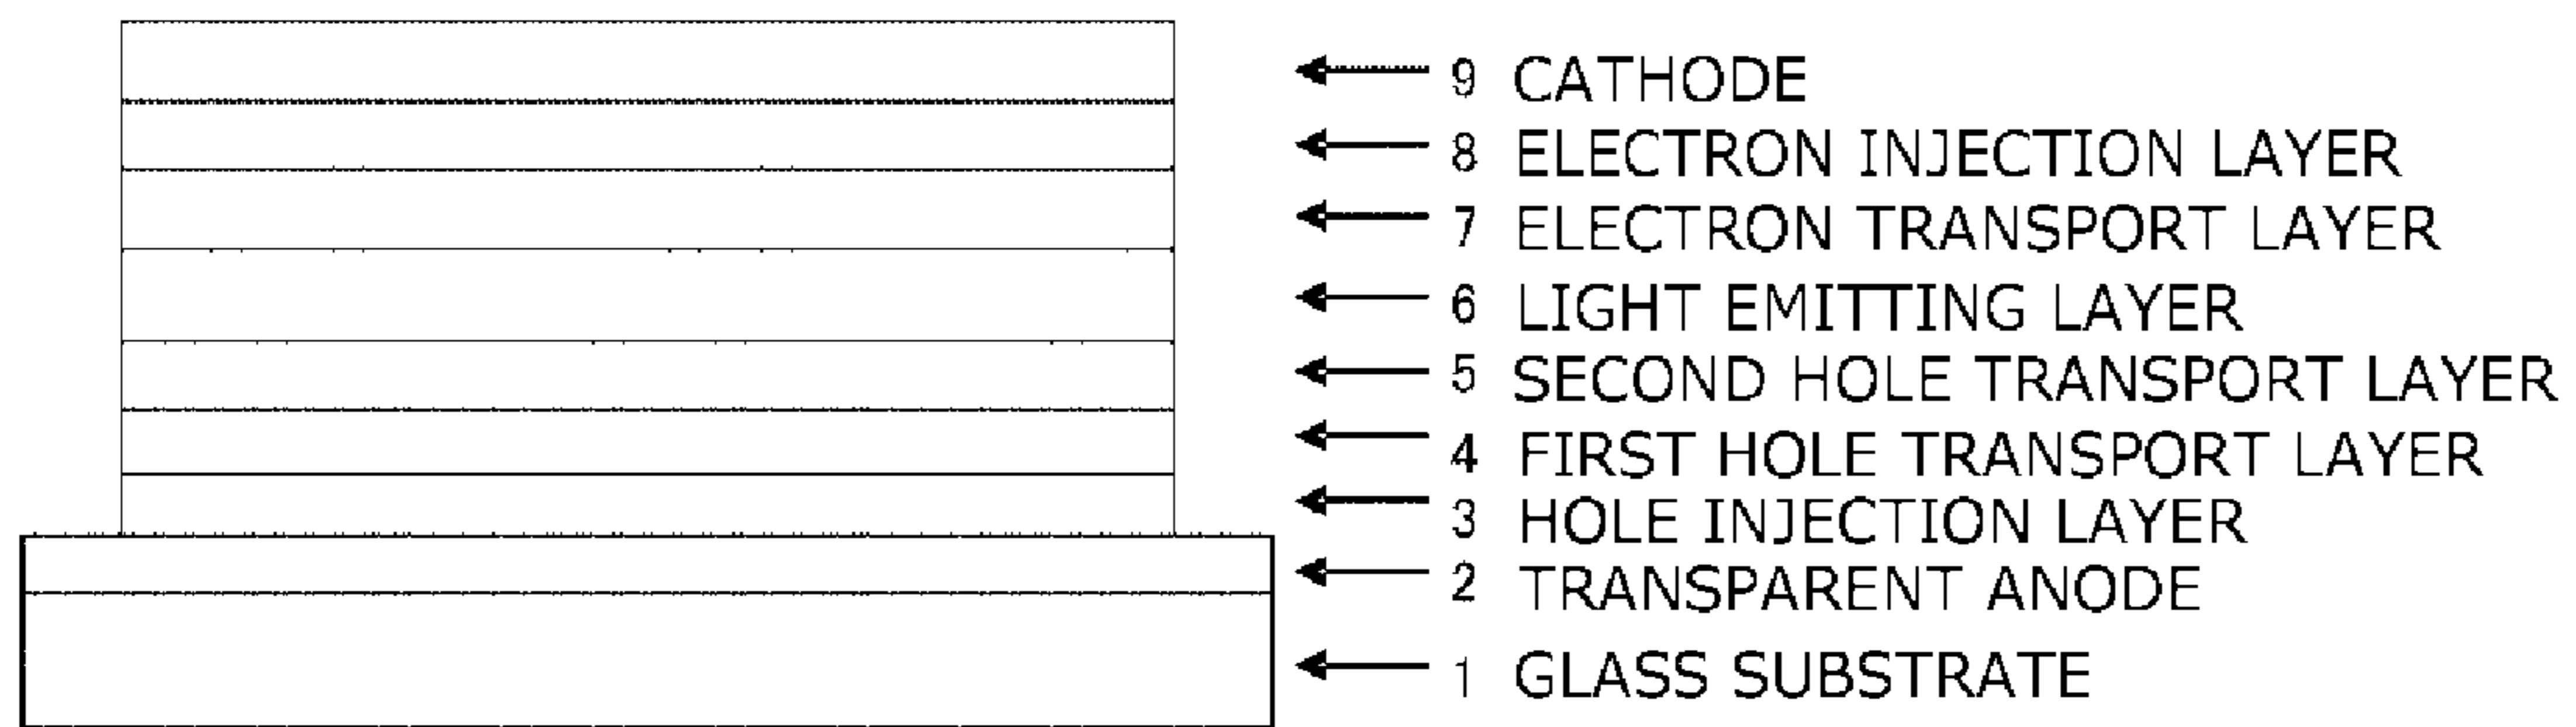 9 CATHODE
8 ELECTRON INJECTION LAYER
7 ELECTRON TRANSPORT LAYER
6 LIGHT EMITTING LAYER
5 SECOND HOLE TRANSPORT LAYER
4 FIRST HOLE TRANSPORT LAYER
3 HOLE INJECTION LAYER
2 TRANSPARENT ANODE
1 GLASS SUBSTRATE